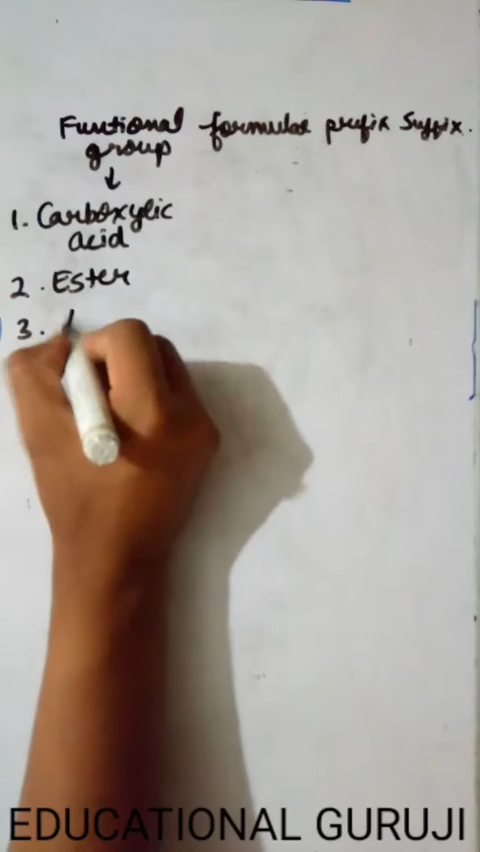 Functional formulae prefix Suffix.
group
1. Carboxylic
acid
2. Ester
3.
EDUCATIONAL GURUJI